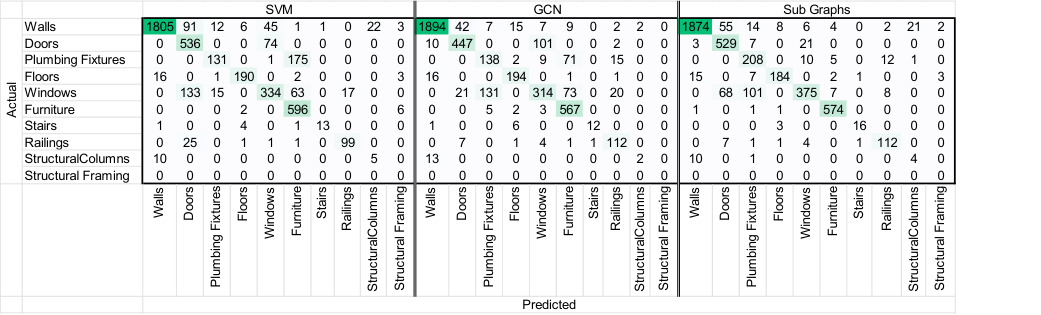 SVM GCN Sub Graphs
Walls 1805 91 12 6 45 1 1 0 22 3 1894 42 7 15 7 9 0 2 2 0 1874 55 14 8 6 4 0 2 21 2
Doors 0 536 0 0 74 0 0 0 0 0 10 447 0 0 101 0 0 2 0 0 3 529 7 0 21 0 0 0 0 0
Plumbing Fixtures 0 0 131 0 1 175 0 0 0 0 0 0 138 2 9 71 0 15 0 0 0 0 208 0 10 5 0 12 1 0
Floors 16 0 1 190 0 2 0 0 0 3 16 0 0 194 0 1 0 1 0 0 15 0 7 184 0 2 1 0 0 3
Windows 0 133 15 0 334 63 0 17 0 0 0 21 131 0 314 73 0 20 0 0 0 68 101 0 375 7 0 8 0 0
Furniture 0 0 0 2 0 596 0 0 0 6 0 0 5 2 3 567 0 0 0 0 0 1 1 0 0 574 0 0 0 0
Stairs 1 0 0 4 0 1 13 0 0 0 1 0 0 6 0 0 12 0 0 0 0 0 0 3 0 0 16 0 0 0
Railings 0 25 0 1 1 1 0 99 0 0 0 7 0 1 4 1 1 112 0 0 0 7 1 1 4 0 1 112 0 0
StructuralColumns 10 0 0 0 0 0 0 0 5 0 13 0 0 0 0 0 0 0 2 0 10 0 1 0 0 0 0 0 4 0
Structural Framing 0 0 0 0 0 0 0 0 0 0 0 0 0 0 0 0 0 0 0 0 0 0 0 0 0 0 0 0 0 0
Actual
Walls Doors Plumbing Fixtures Floors Windows Furniture Stairs Railings StructuralColumns Structural Framing Walls Doors Plumbing Fixtures Floors Windows Furniture Stairs Railings StructuralColumns Structural Framing Walls Doors Plumbing Fixtures Floors Windows Furniture Stairs Railings StructuralColumns Structural Framing
Predicted